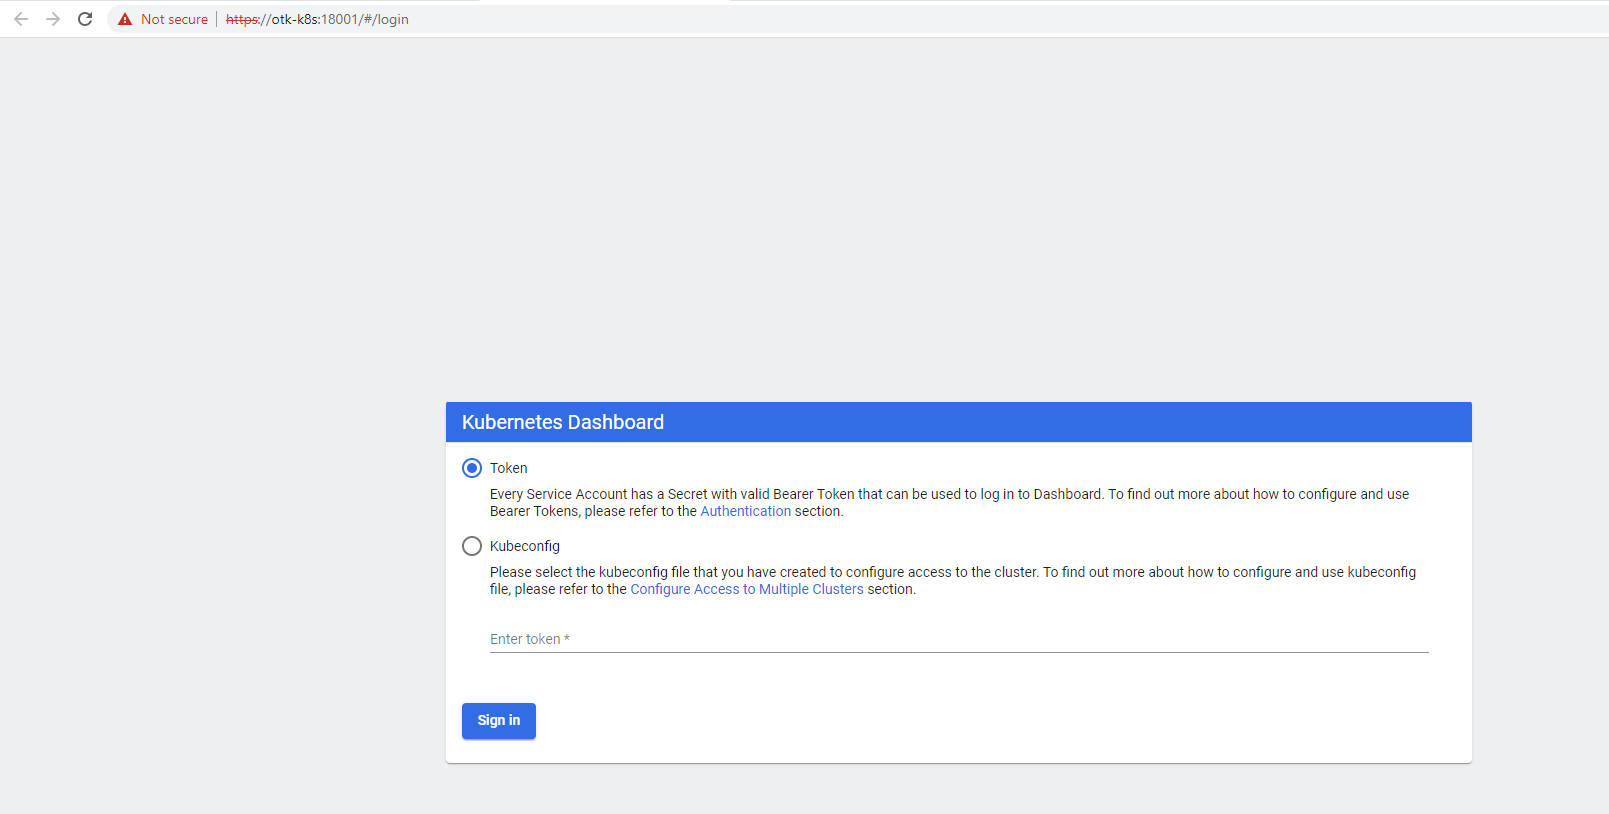 Not secure | https://otk-k8s:18001/#/login
Kubernetes Dashboard
Token
Every Service Account has a Secret with valid Bearer Token that can be used to log in to Dashboard. To find out more about how to configure and use
Bearer Tokens, please refer to the Authentication section.
Kubeconfig
Please select the kubeconfig file that you have created to configure access to the cluster. To find out more about how to configure and use kubeconfig
file, please refer to the Configure Access to Multiple Clusters section.
Enter token *
Sign in